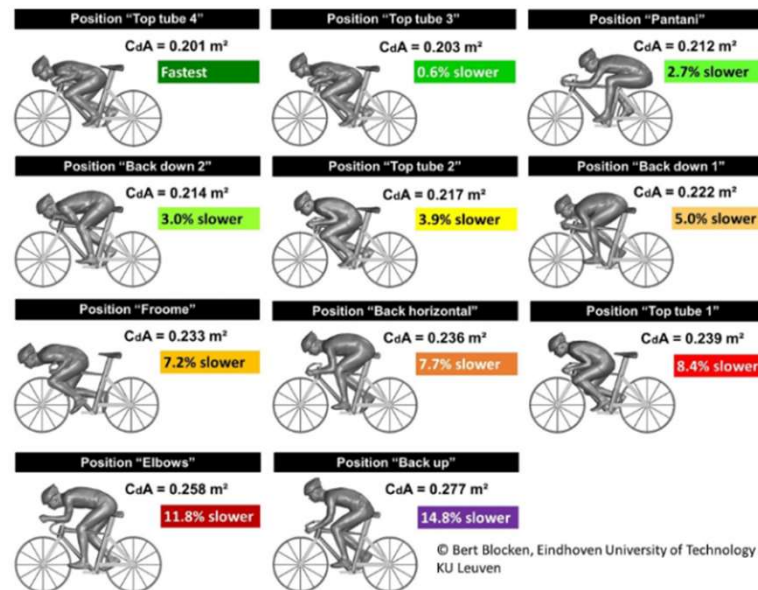 Position “Top tube 4”
CdA = 0.201 m²
Fastest
Position “Top tube 3”
CdA = 0.203 m²
0.6% slower
Position “Pantani”
CdA = 0.212 m²
2.7% slower
Position “Back down 2”
CdA = 0.214 m²
3.0% slower
Position “Top tube 2”
CdA = 0.217 m²
3.9% slower
Position “Back down 1”
CdA = 0.222 m²
5.0% slower
Position “Froome”
CdA = 0.233 m²
7.2% slower
Position “Back horizontal”
CdA = 0.236 m²
7.7% slower
Position “Top tube 1”
CdA = 0.239 m²
8.4% slower
Position “Elbows”
CdA = 0.258 m²
11.8% slower
Position “Back up”
CdA = 0.277 m²
14.8% slower
© Bert Blocken, Eindhoven University of Technology
KU Leuven